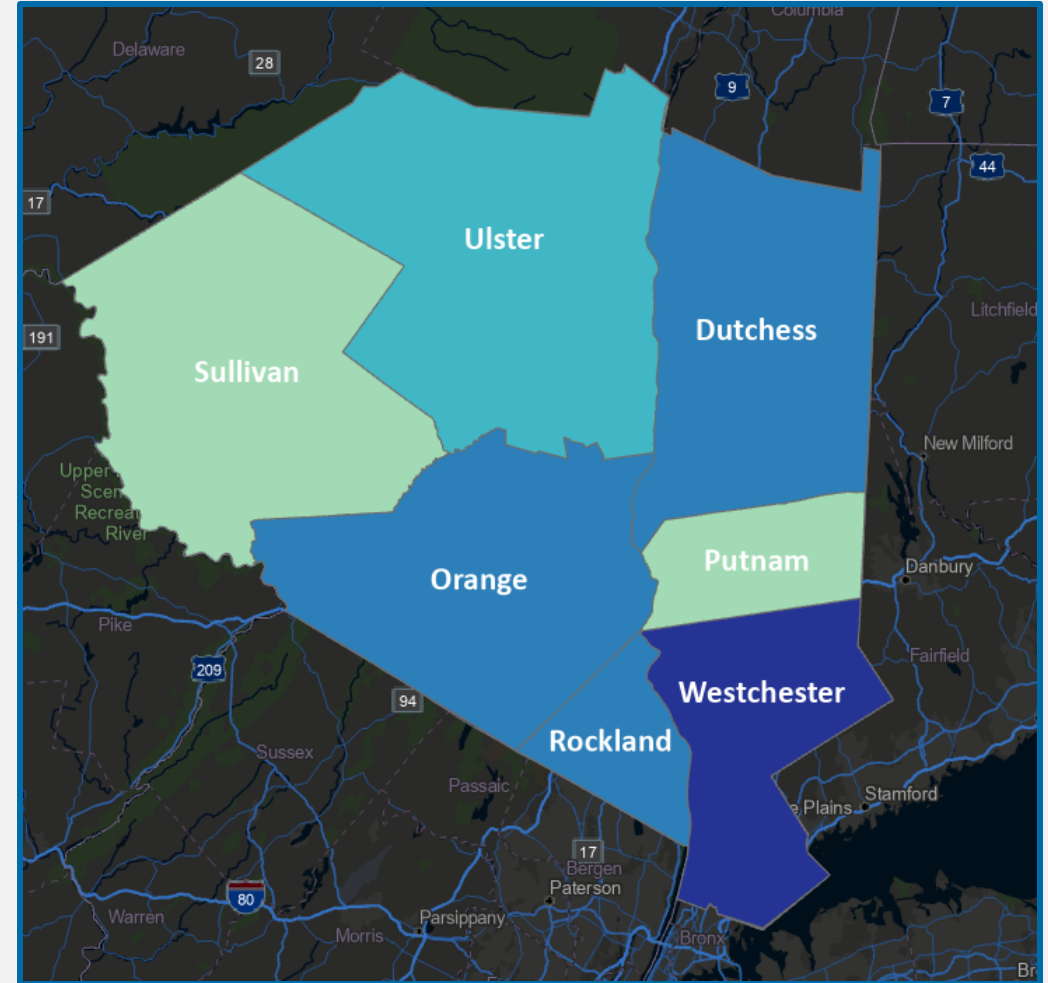 Columbia
Delaware
28
9
7
44
17
Ulster
Litchfield
Dutchess
191
Sullivan
New Milford
Upper
Scen
Recreat
River
Putnam
Danbury
Orange
Pike
Fairfield
209
Westchester
94
Rockland
Sussex
Passaic
Stamford
e Plains
17
Bergen
Paterson
80
Warren
Parsippany
Morris
Bronx
Br